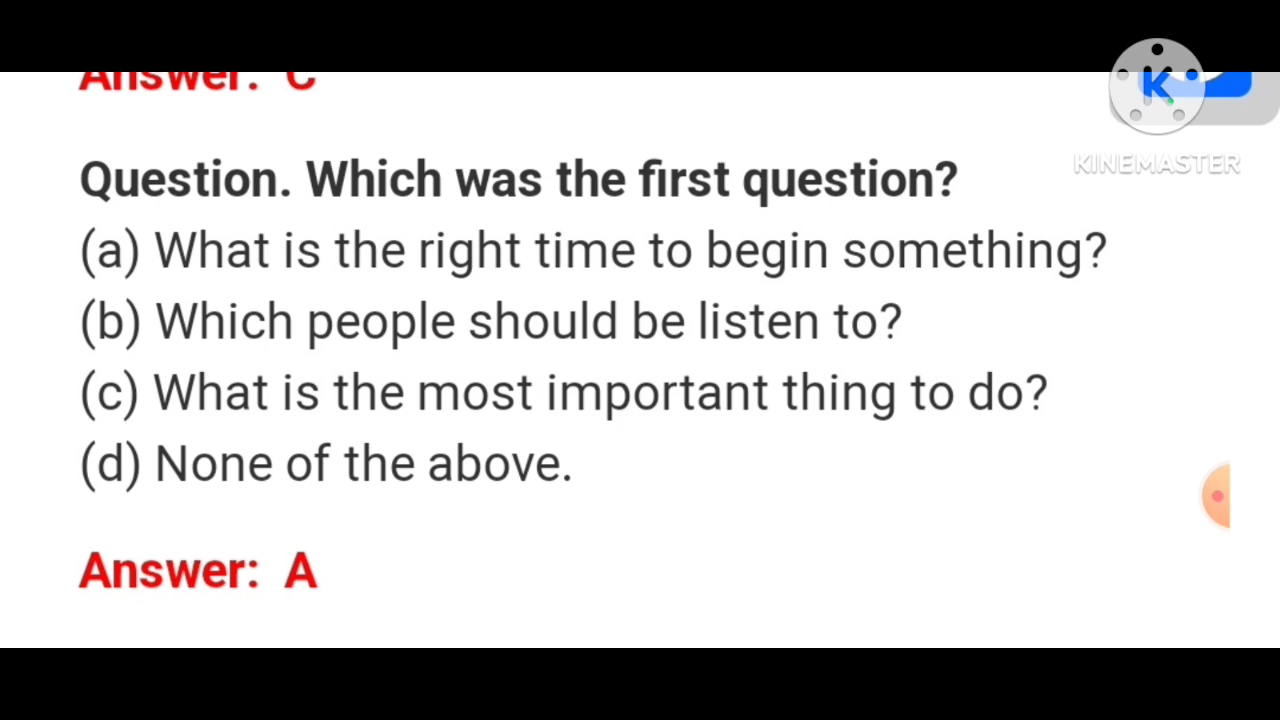 Answer: C
KINEMASTER
Question. Which was the first question?
(a) What is the right time to begin something?
(b) Which people should be listen to?
(c) What is the most important thing to do?
(d) None of the above.
Answer: A